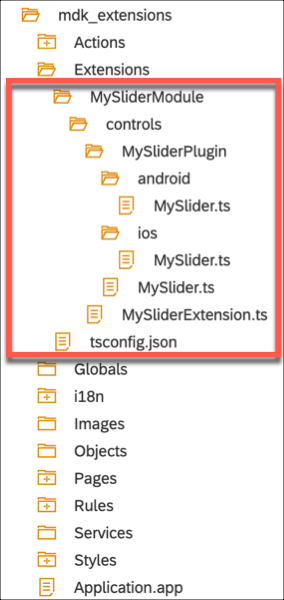 mdk_extensions
Actions
Extensions
MySliderModule
controls
MySliderPlugin
android
MySlider.ts
ios
MySlider.ts
MySlider.ts
MySliderExtension.ts
tsconfig.json
Globals
i18n
Images
Objects
Pages
Rules
Services
Styles
Application.app